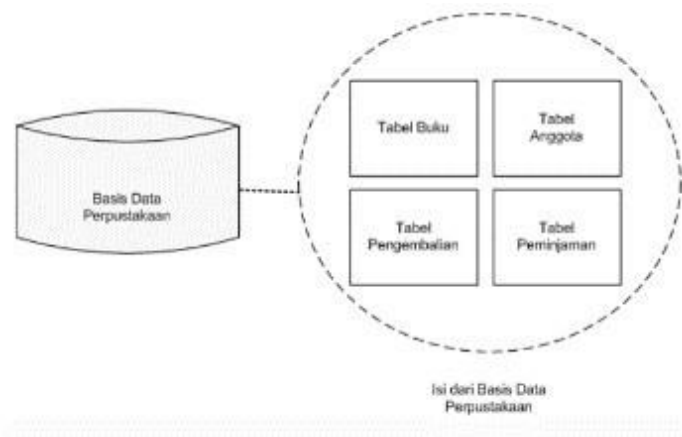 Basis Data
Perpustakaan
Tabel Buku
Tabel
Anggota
Tabel
Pengembalian
Tabel
Peminjaman
Isi dari Basis Data
Perpustakaan